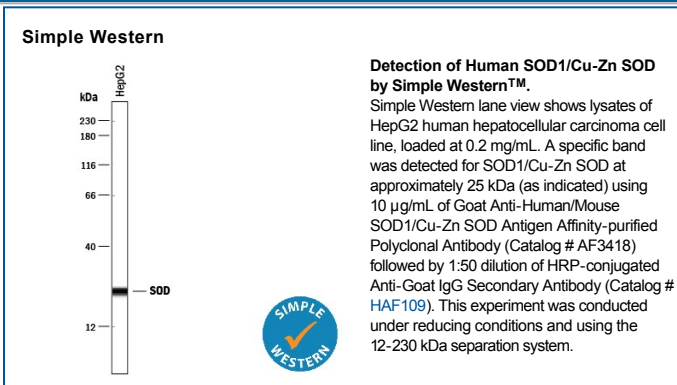 Simple Western
HepG2
kDa
230
180
116
66
40
SOD
12
SIMPLE
WESTERN
Detection of Human SOD1/Cu-Zn SOD
by Simple Western™.
Simple Western lane view shows lysates of
HepG2 human hepatocellular carcinoma cell
line, loaded at 0.2 mg/mL. A specific band
was detected for SOD1/Cu-Zn SOD at
approximately 25 kDa (as indicated) using
10 µg/mL of Goat Anti-Human/Mouse
SOD1/Cu-Zn SOD Antigen Affinity-purified
Polyclonal Antibody (Catalog # AF3418)
followed by 1:50 dilution of HRP-conjugated
Anti-Goat IgG Secondary Antibody (Catalog #
HAF109). This experiment was conducted
under reducing conditions and using the
12-230 kDa separation system.